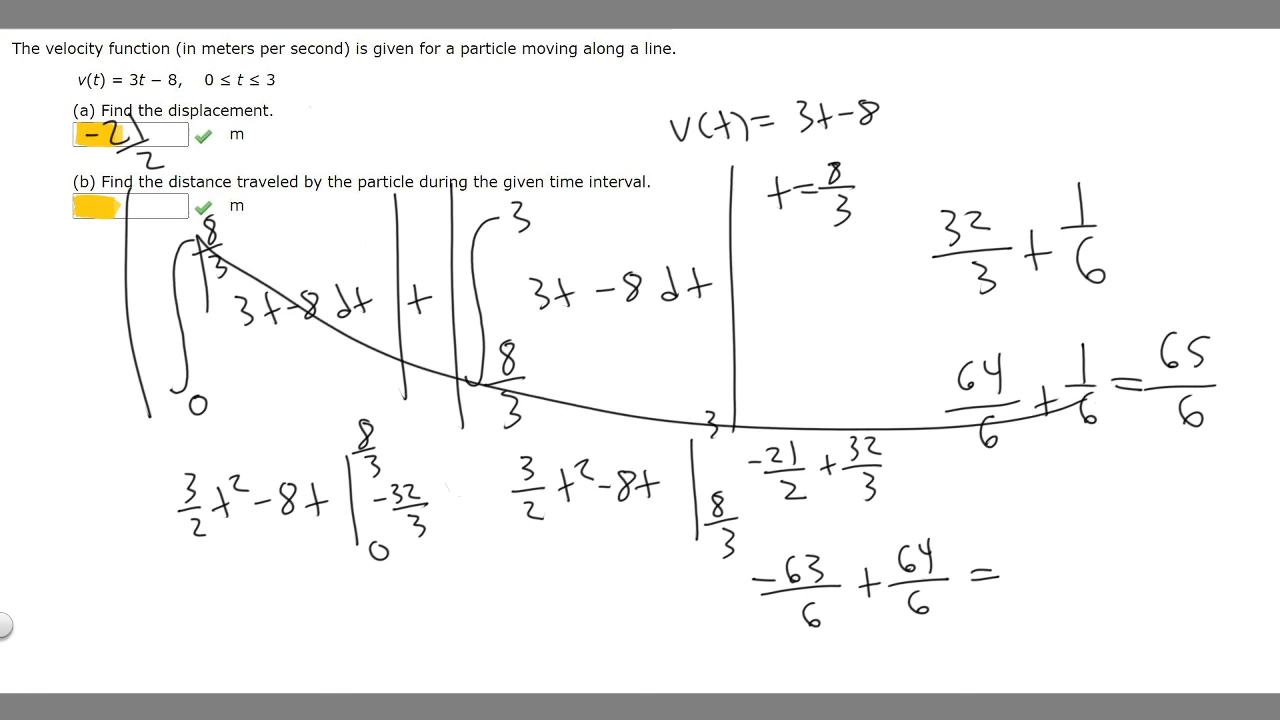 The velocity function (in meters per second) is given for a particle moving along a line.
v(t) = 3t − 8, 0 ≤ t ≤ 3
(a) Find the displacement.
-21/2 m
(b) Find the distance traveled by the particle during the given time interval.
m
v(t) = 3t-8
t = 8/3
|∫_0^{8/3} 3t-8 dt| + |∫_{8/3}^3 3t-8 dt|
32/3 + 1/6
64/6 + 1/6 = 65/6
3/2 t² - 8t |_0^{8/3} -32/3
3/2 t² - 8t |_{8/3}^3 -21/2 + 32/3
-63/6 + 64/6 =